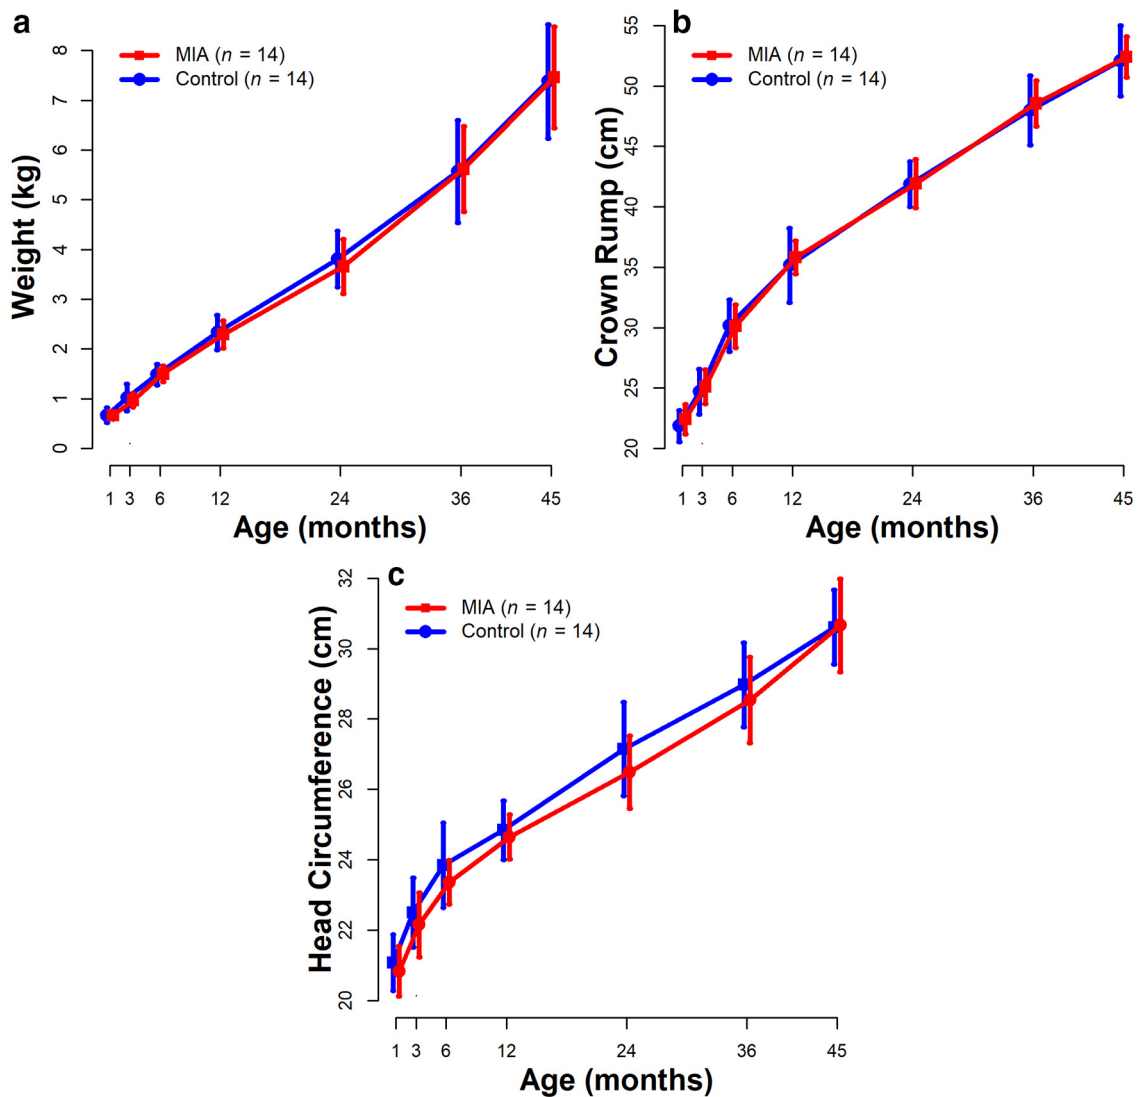 a
MIA (n = 14)
Control (n = 14)
8
7
6
5
4
3
2
1
0
Weight (kg)
1 3 6 12 24 36 45
Age (months)
b
MIA (n = 14)
Control (n = 14)
55
50
45
40
35
30
25
20
Crown Rump (cm)
1 3 6 12 24 36 45
Age (months)
c
MIA (n = 14)
Control (n = 14)
32
30
28
26
24
22
20
Head Circumference (cm)
1 3 6 12 24 36 45
Age (months)